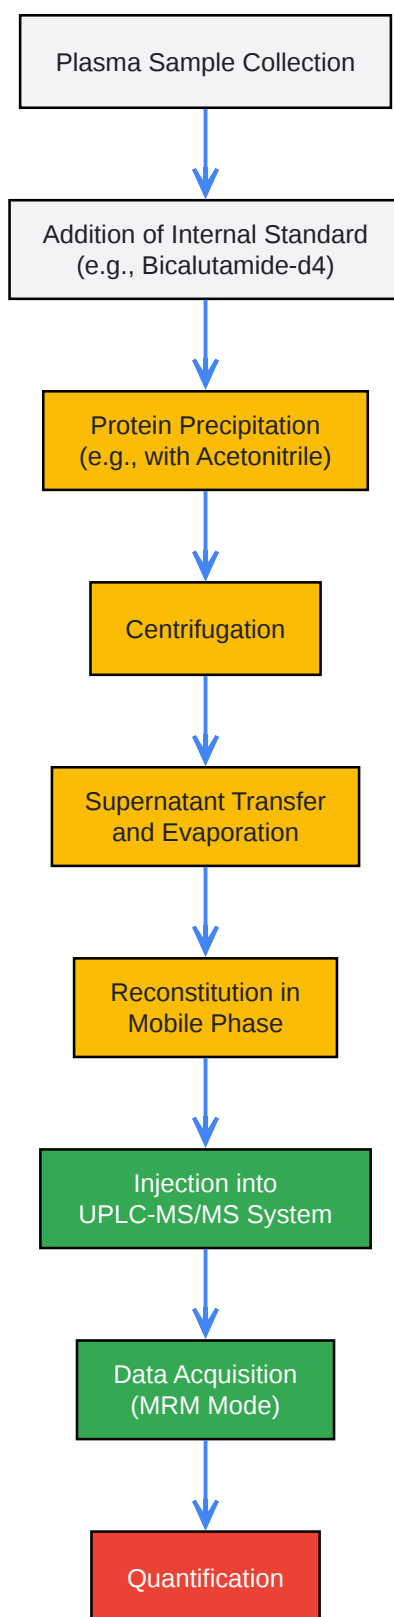 Plasma Sample Collection
Addition of Internal Standard
(e.g., Bicalutamide-d4)
Protein Precipitation
(e.g., with Acetonitrile)
Centrifugation
Supernatant Transfer
and Evaporation
Reconstitution in
Mobile Phase
Injection into
UPLC-MS/MS System
Data Acquisition
(MRM Mode)
Quantification